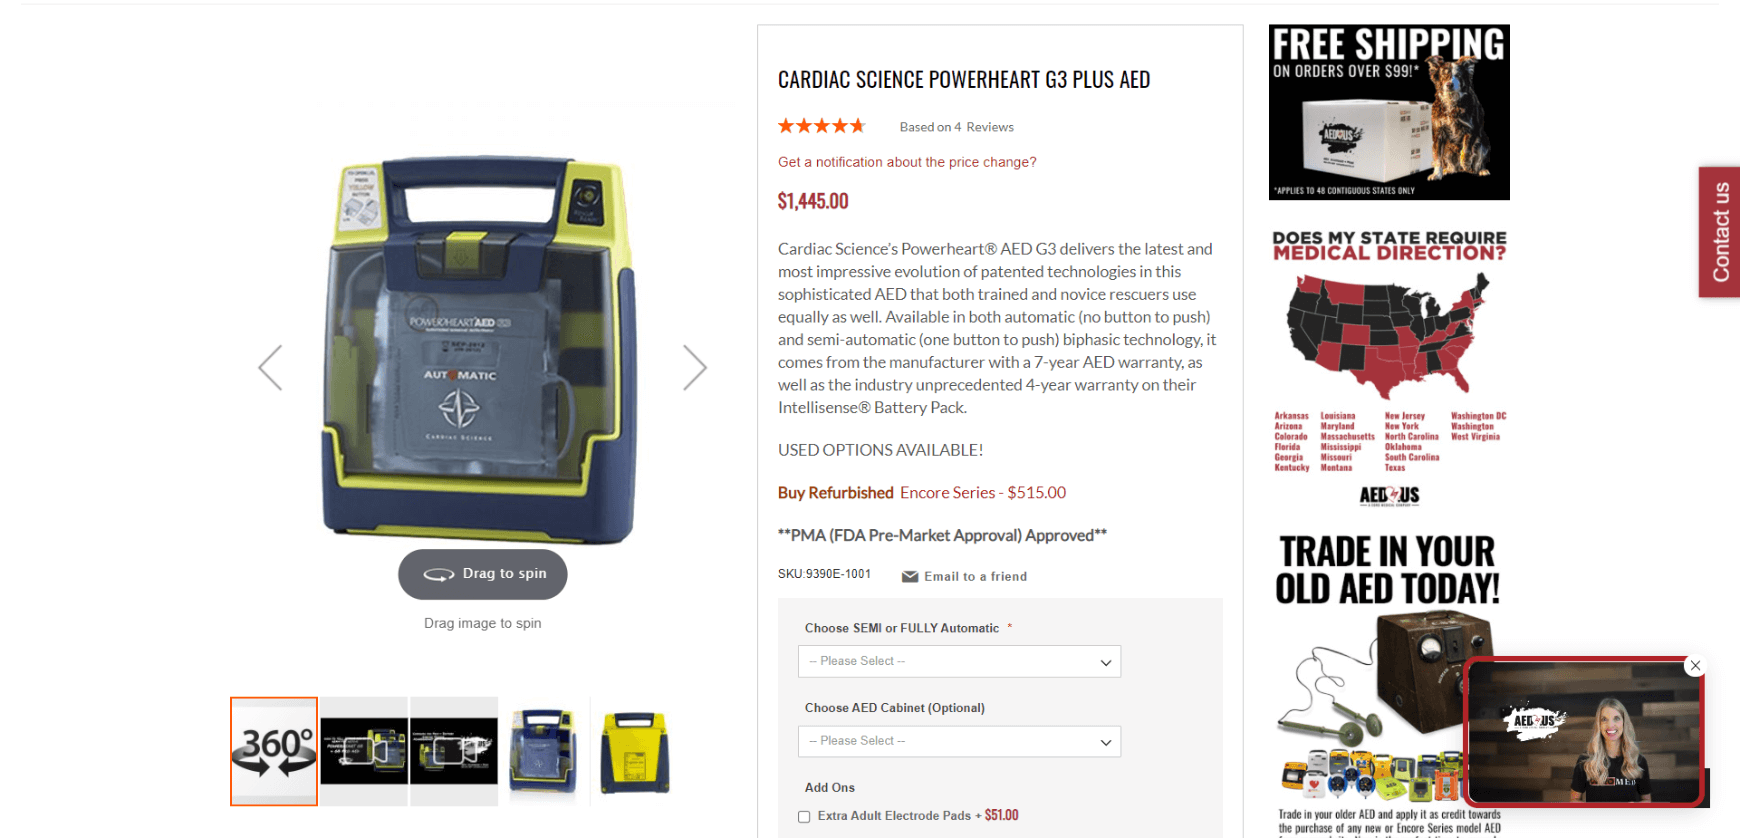 CARDIAC SCIENCE POWERHEART G3 PLUS AED
Based on 4 Reviews
Get a notification about the price change?
$1,445.00
Cardiac Science's Powerheart® AED G3 delivers the latest and
most impressive evolution of patented technologies in this
sophisticated AED that both trained and novice rescuers use
equally as well. Available in both automatic (no button to push)
and semi-automatic (one button to push) biphasic technology, it
comes from the manufacturer with a 7-year AED warranty, as
well as the industry unprecedented 4-year warranty on their
Intellisense® Battery Pack.
USED OPTIONS AVAILABLE!
Buy Refurbished Encore Series - $515.00
**PMA (FDA Pre-Market Approval) Approved**
SKU:9390E-1001
Email to a friend
Choose SEMI or FULLY Automatic *
-- Please Select --
Choose AED Cabinet (Optional)
-- Please Select --
Add Ons
Extra Adult Electrode Pads + $51.00
POWERHEART AED G3
AUTOMATIC
CARDIAC SCIENCE
Drag to spin
Drag image to spin
360°
FREE SHIPPING
ON ORDERS OVER $99!*
AED US
*APPLIES TO 48 CONTIGUOUS STATES ONLY
DOES MY STATE REQUIRE
MEDICAL DIRECTION?
Arkansas Louisiana New Jersey Washington DC
Arizona Maryland New York Washington
Colorado Massachusetts North Carolina West Virginia
Florida Mississippi Oklahoma
Georgia Missouri South Carolina
Kentucky Montana Texas
AED US
TRADE IN YOUR
OLD AED TODAY!
Trade in your older AED and apply it as credit towards
the purchase of any new or Encore Series model AED
AED US
Contact us